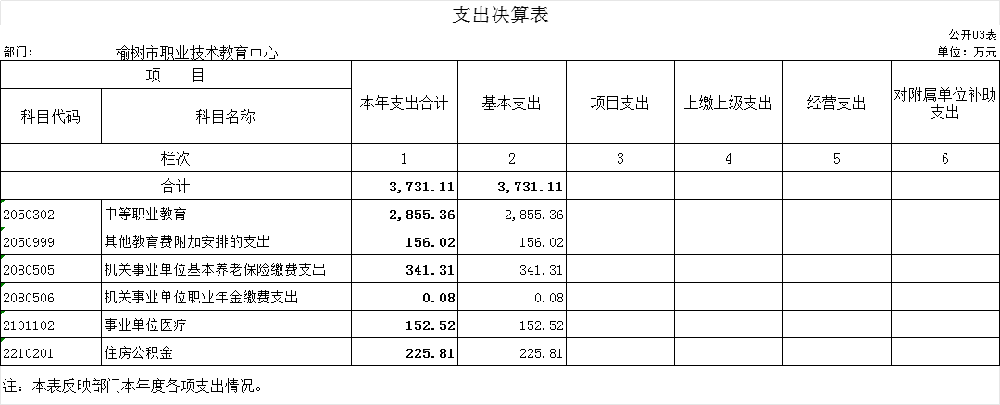 支出决算表
公开03表
部门： 榆树市职业技术教育中心 单位：万元
项 目 本年支出合计 基本支出 项目支出 上缴上级支出 经营支出 对附属单位补助支出
科目代码 科目名称
栏次 1 2 3 4 5 6
合计 3,731.11 3,731.11
2050302 中等职业教育 2,855.36 2,855.36
2050999 其他教育费附加安排的支出 156.02 156.02
2080505 机关事业单位基本养老保险缴费支出 341.31 341.31
2080506 机关事业单位职业年金缴费支出 0.08 0.08
2101102 事业单位医疗 152.52 152.52
2210201 住房公积金 225.81 225.81
注：本表反映部门本年度各项支出情况。